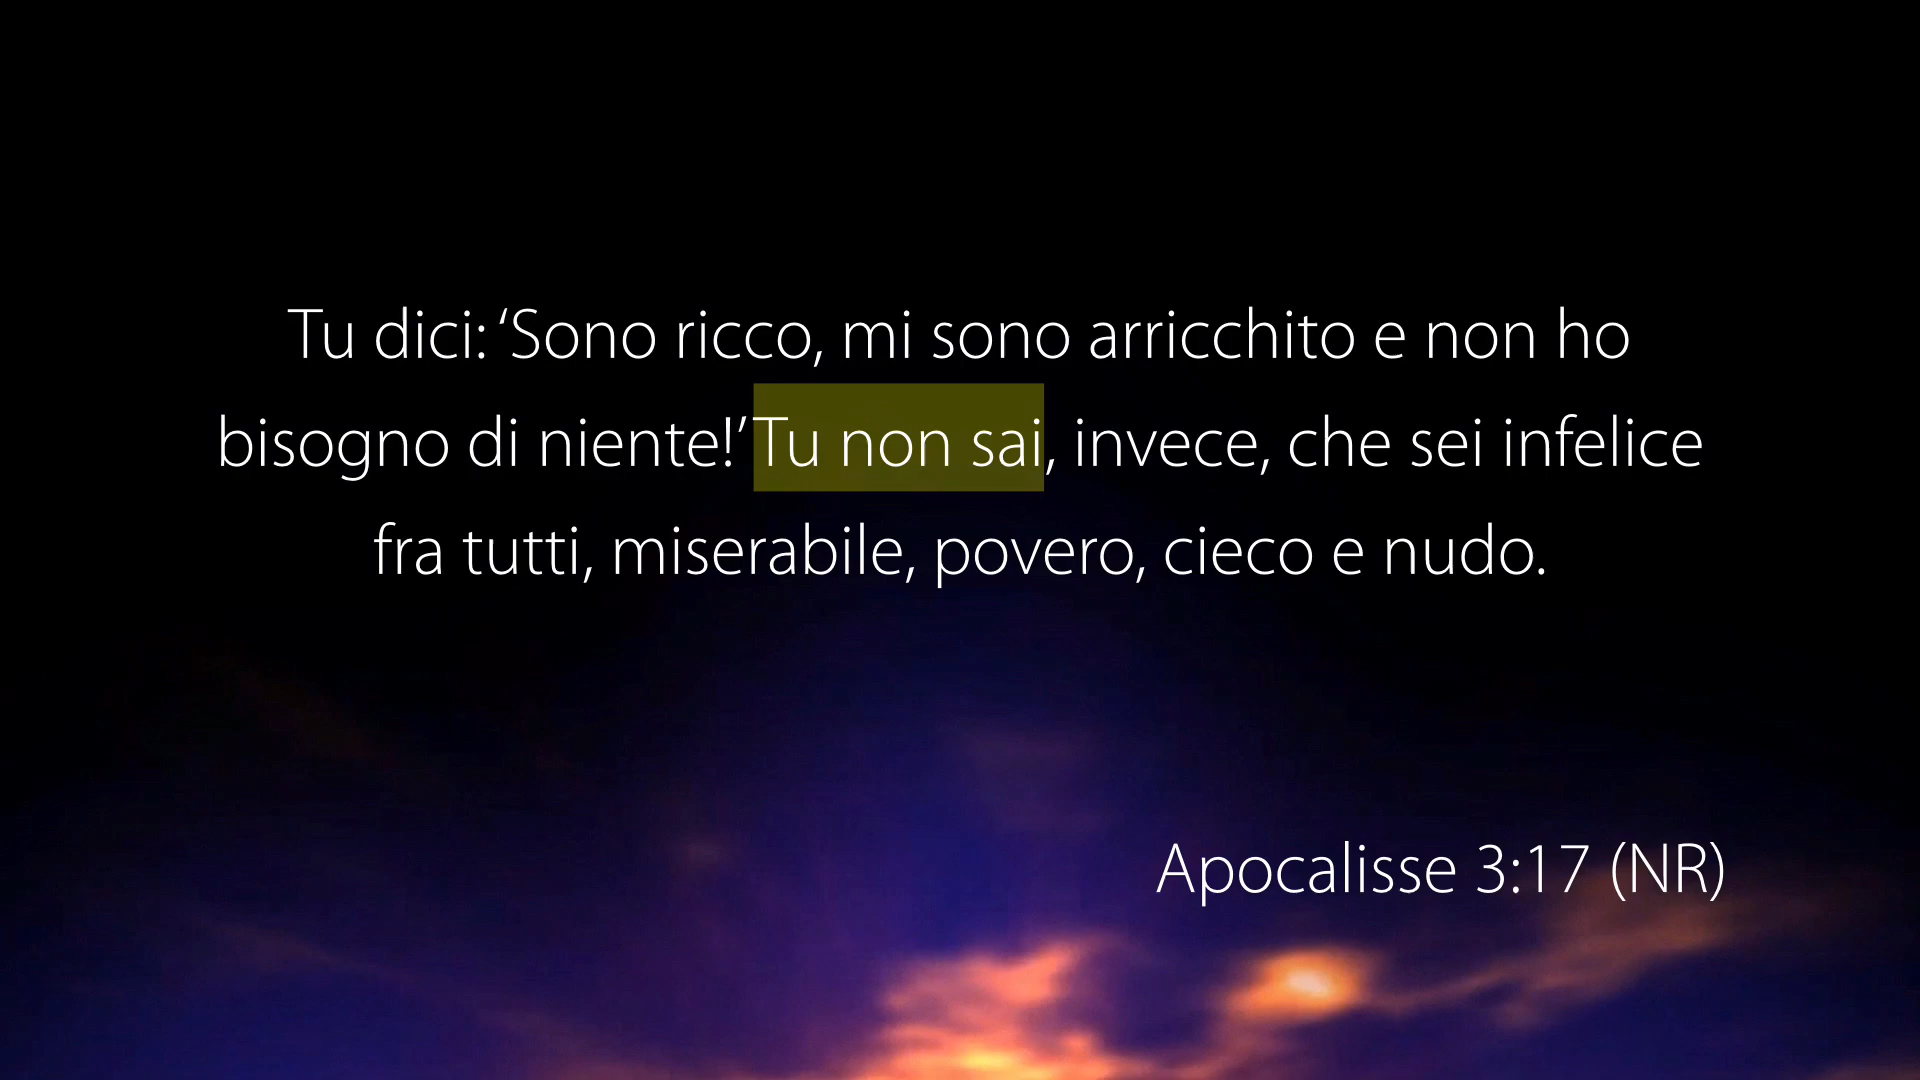 Tu dici: ‘Sono ricco, mi sono arricchito e non ho
bisogno di niente!’ Tu non sai, invece, che sei infelice
fra tutti, miserabile, povero, cieco e nudo.
Apocalisse 3:17 (NR)